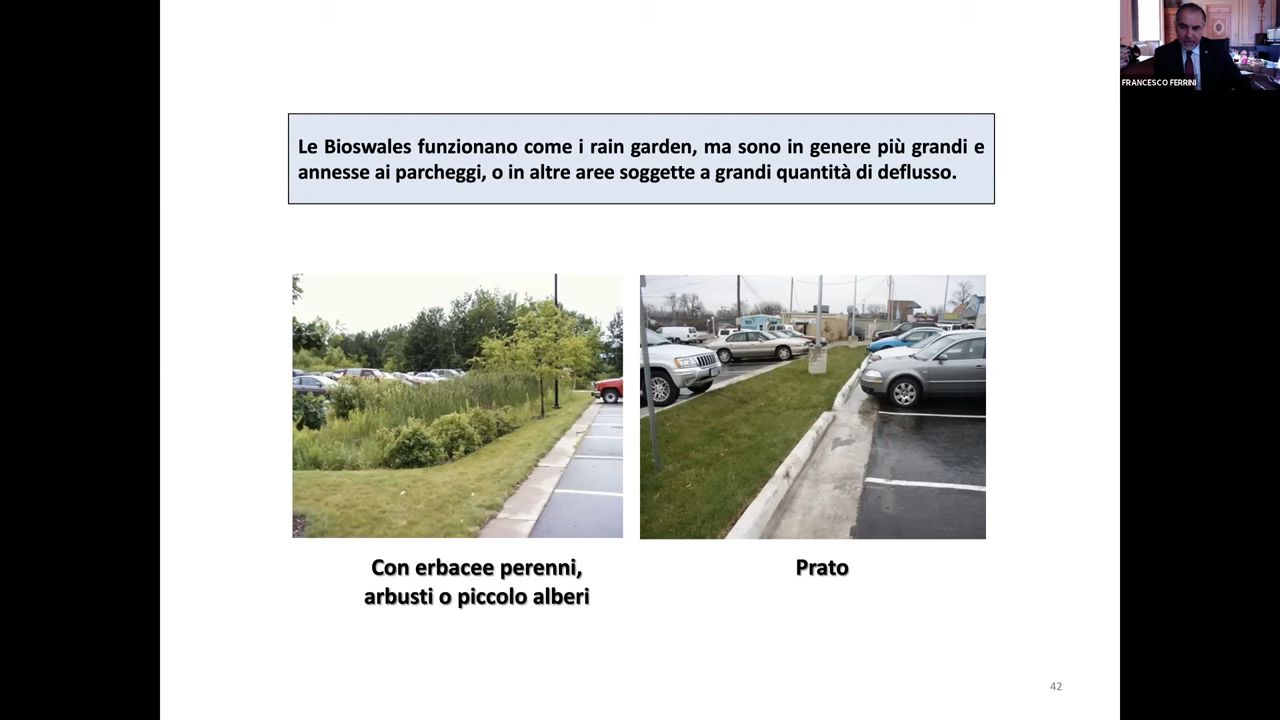 FRANCESCO FERRINI
Le Bioswales funzionano come i rain garden, ma sono in genere più grandi e
annesse ai parcheggi, o in altre aree soggette a grandi quantità di deflusso.
Con erbacee perenni,
arbusti o piccolo alberi
Prato
42